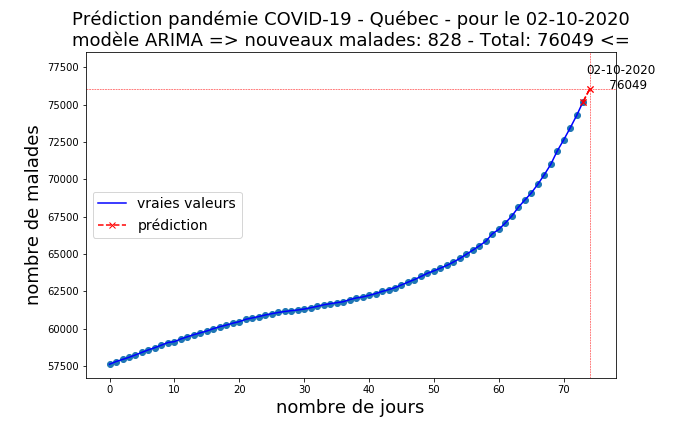 Prédiction pandémie COVID-19 - Québec - pour le 02-10-2020
modèle ARIMA => nouveaux malades: 828 - Total: 76049 <=
77500
75000
72500
70000
67500
65000
62500
60000
57500
nombre de malades
02-10-2020
76049
vraies valeurs
prédiction
0 10 20 30 40 50 60 70
nombre de jours